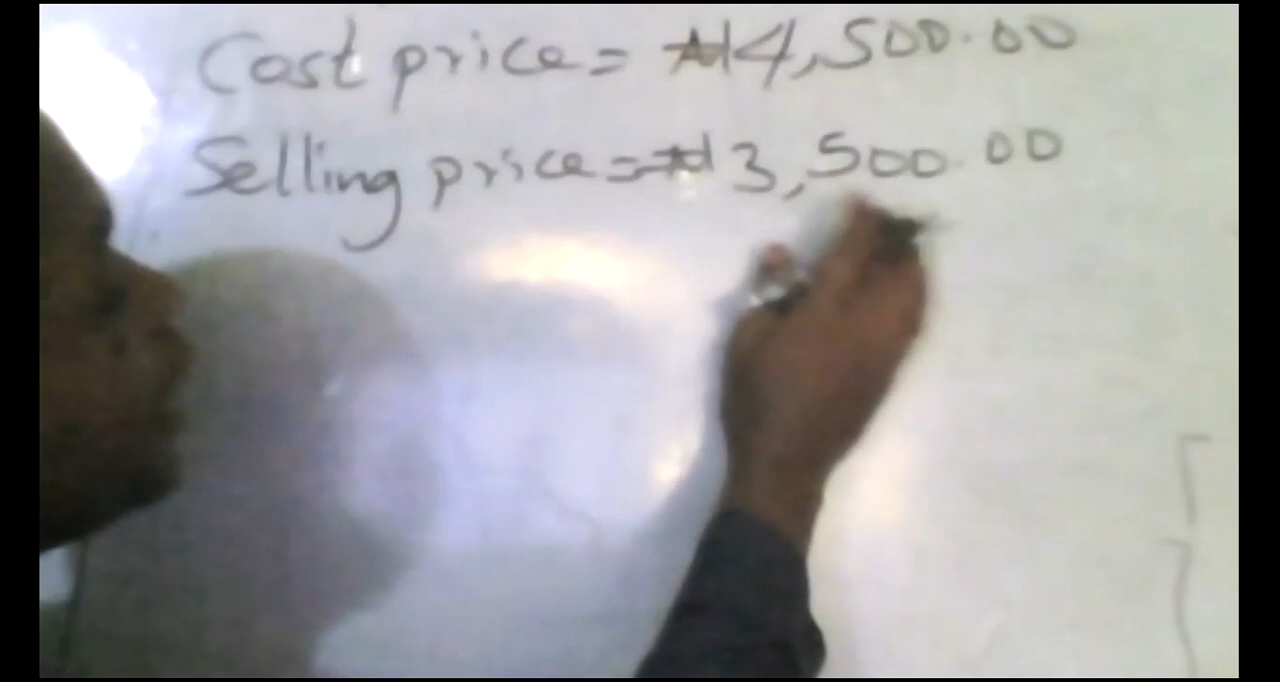 Cost price = ₦4,500.00
Selling price = ₦3,500.00